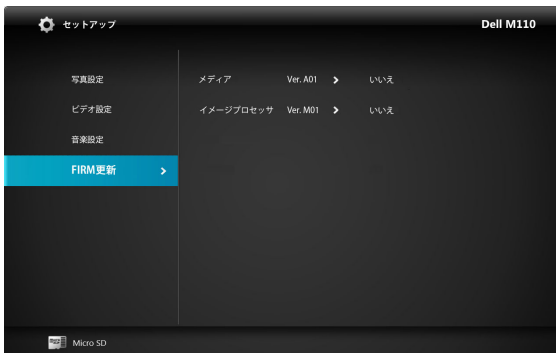 セットアップ Dell M110
写真設定 メディア Ver. A01 > いいえ
ビデオ設定 イメージプロセッサ Ver. M01 > いいえ
音楽設定
FIRM更新 >
Micro SD